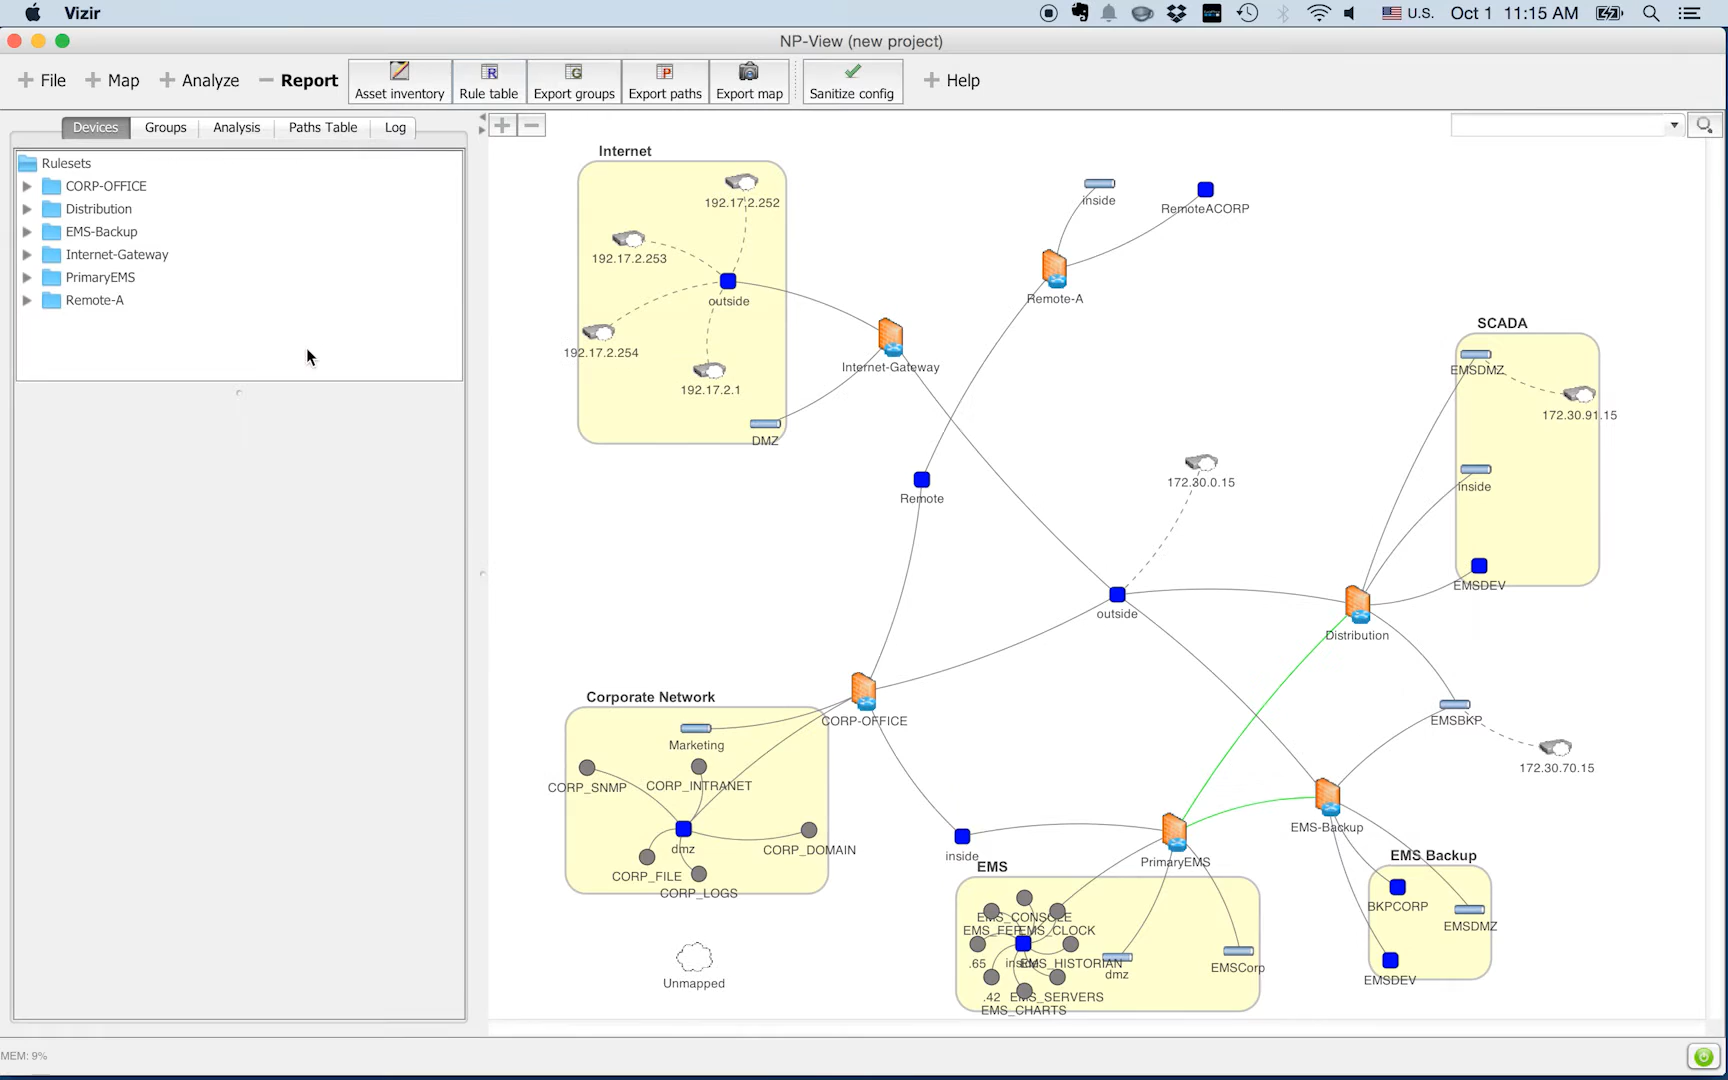 Vizir
U.S. Oct 1 11:15 AM
NP-View (new project)
File Map Analyze Report Asset inventory Rule table Export groups Export paths Export map Sanitize config Help
Devices Groups Analysis Paths Table Log
Rulesets
CORP-OFFICE
Distribution
EMS-Backup
Internet-Gateway
PrimaryEMS
Remote-A
Internet
192.17.2.252
192.17.2.253
outside
192.17.2.254
192.17.2.1
DMZ
Internet-Gateway
inside
RemoteACORP
Remote-A
Remote
172.30.0.15
outside
SCADA
EMSDMZ
172.30.91.15
Inside
EMSDEV
Distribution
EMSBKP
172.30.70.15
Corporate Network
CORP-OFFICE
Marketing
CORP_SNMP
CORP_INTRANET
dmz
CORP_DOMAIN
CORP_FILE
CORP_LOGS
Unmapped
inside
PrimaryEMS
EMS
EMS_CONSOLE
EMS_FEP
EMS_CLOCK
.65
inside
EMS_HISTORIAN
dmz
EMSCorp
.42
EMS_SERVERS
EMS_CHARTS
EMS-Backup
EMS Backup
BKPCORP
EMSDMZ
EMSDEV
MEM: 9%